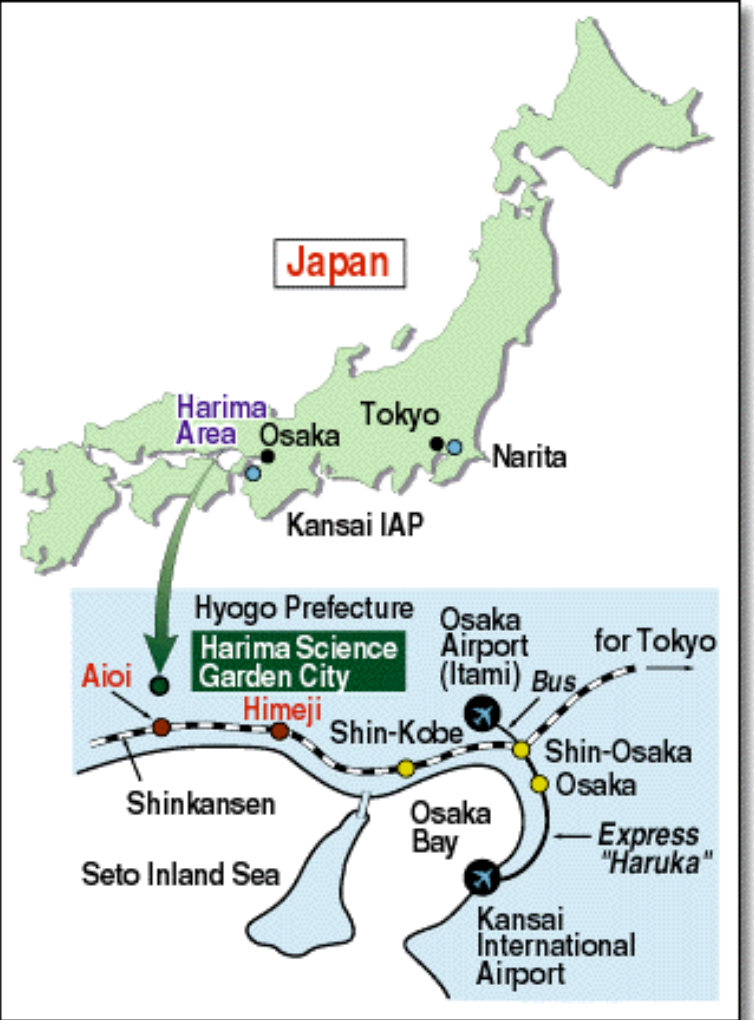 Japan
Harima
Area
Osaka
Tokyo
Narita
Kansai IAP
Hyogo Prefecture
Harima Science
Garden City
Osaka
Airport
(Itami)
Bus
for Tokyo
Aioi
Himeji
Shin-Kobe
Shin-Osaka
Osaka
Shinkansen
Osaka
Bay
Express
"Haruka"
Seto Inland Sea
Kansai
International
Airport